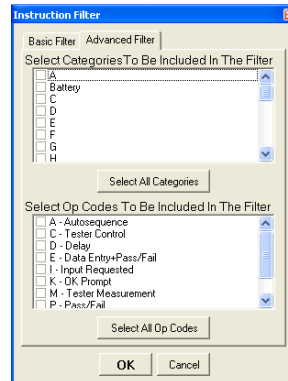 Instruction Filter
Basic Filter Advanced Filter
Select CategoriesTo Be Included In The Filter
A
Battery
C
D
E
F
G
H
Select All Categories
Select Op Codes To Be Included In The Filter
A - Autosequence
C - Tester Control
D - Delay
E - Data Entry+Pass/Fail
I - Input Requested
K - OK Prompt
M - Tester Measurement
P - Pass/Fail
Select All Op Codes
OK Cancel